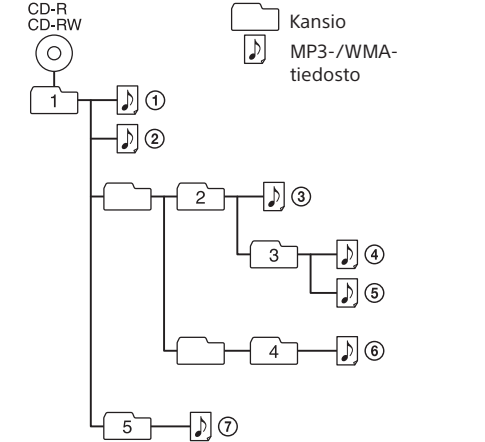 CD-R
CD-RW
Kansio
MP3-/WMA-
tiedosto
1
①
②
2
③
3
④
⑤
4
⑥
5
⑦